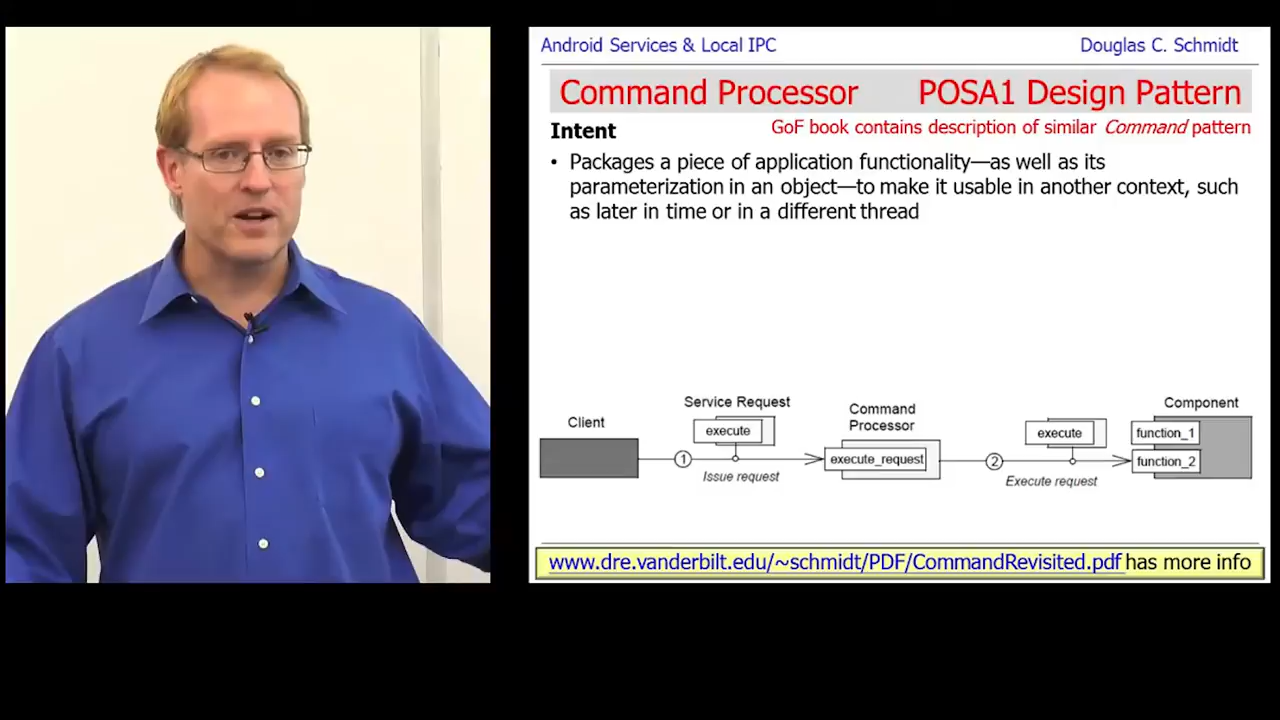 Android Services & Local IPC
Douglas C. Schmidt
Command Processor POSA1 Design Pattern
Intent
GoF book contains description of similar Command pattern
• Packages a piece of application functionality—as well as its
parameterization in an object—to make it usable in another context, such
as later in time or in a different thread
Client
Service Request
execute
1
Issue request
Command
Processor
execute_request
2
execute
Execute request
Component
function_1
function_2
www.dre.vanderbilt.edu/~schmidt/PDF/CommandRevisited.pdf has more info